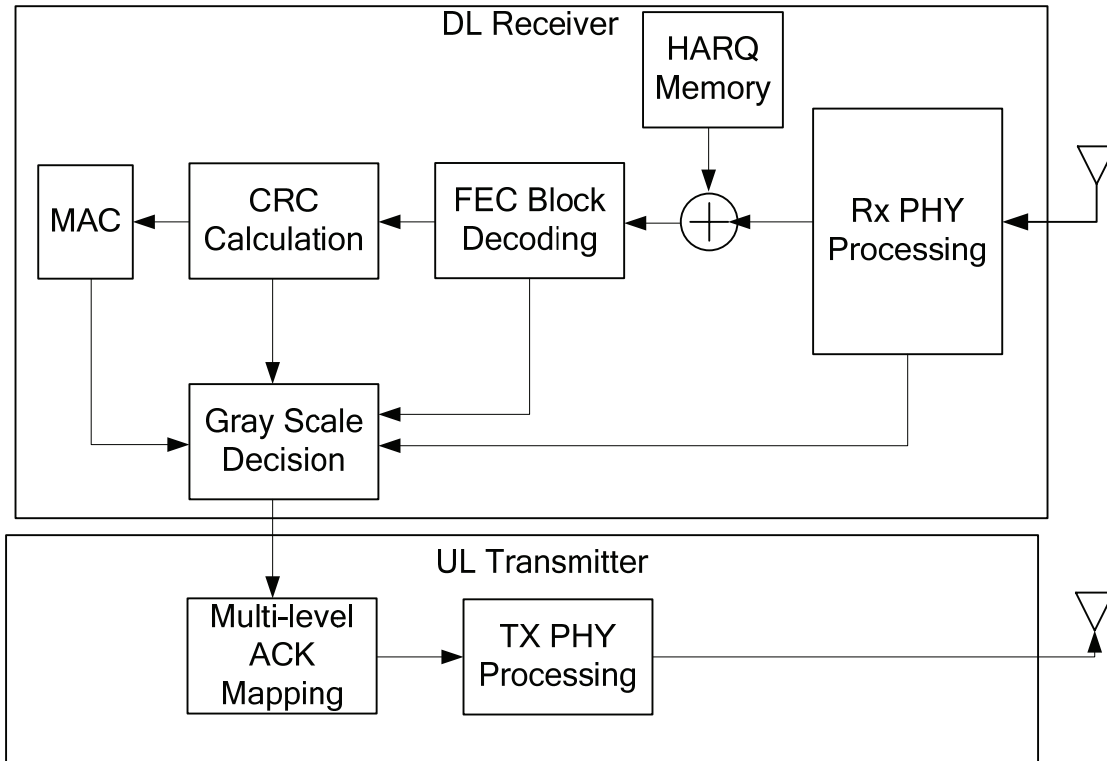 DL Receiver
HARQ
Memory
MAC
CRC
Calculation
FEC Block
Decoding
Rx PHY
Processing
Gray Scale
Decision
UL Transmitter
Multi-level
ACK
Mapping
TX PHY
Processing